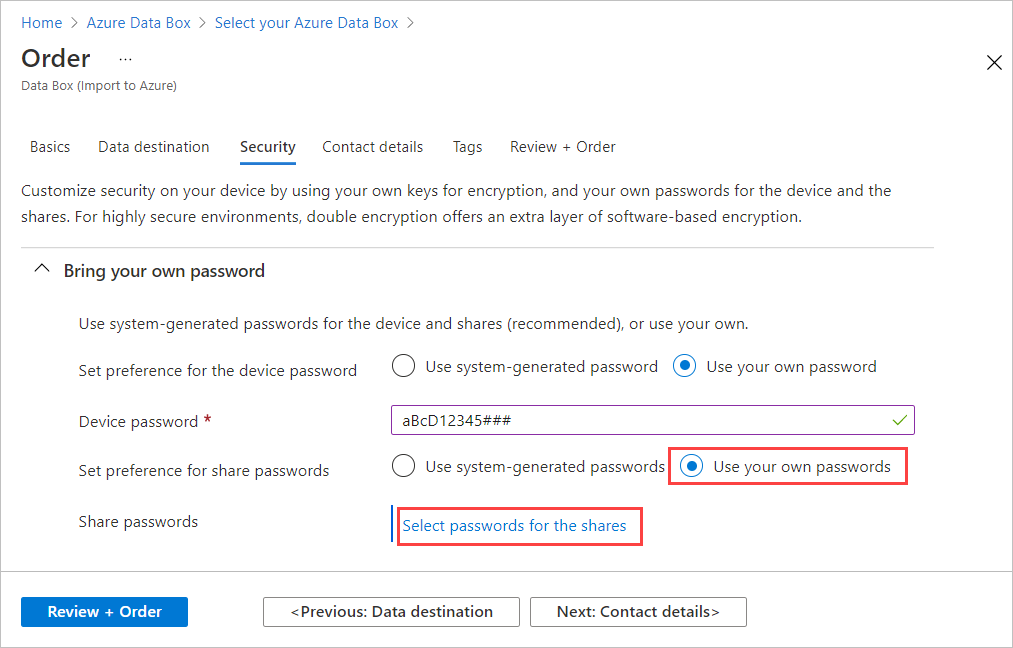 Home > Azure Data Box > Select your Azure Data Box >
Order ...
Data Box (Import to Azure)
Basics Data destination Security Contact details Tags Review + Order
Customize security on your device by using your own keys for encryption, and your own passwords for the device and the
shares. For highly secure environments, double encryption offers an extra layer of software-based encryption.
Bring your own password
Use system-generated passwords for the device and shares (recommended), or use your own.
Set preference for the device password Use system-generated password Use your own password
Device password * aBcD12345###
Set preference for share passwords Use system-generated passwords Use your own passwords
Share passwords Select passwords for the shares
Review + Order <Previous: Data destination Next: Contact details>